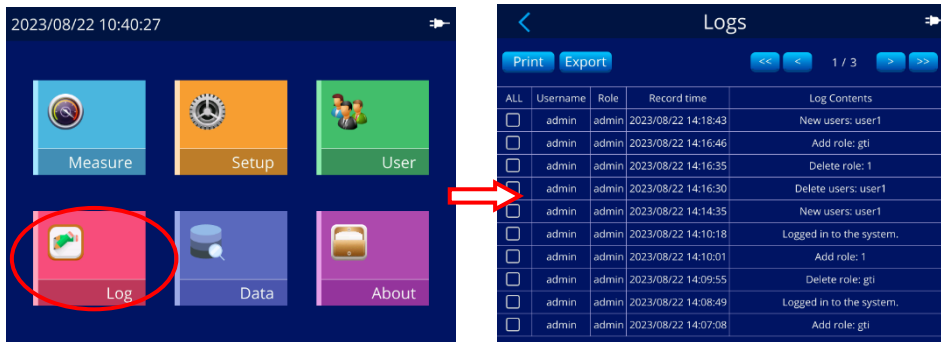 2023/08/22 10:40:27
Measure Setup User
Log Data About
Logs
Print Export << < 1 / 3 > >>
ALL Username Role Record time Log Contents
admin admin 2023/08/22 14:18:43 New users: user1
admin admin 2023/08/22 14:16:46 Add role: gti
admin admin 2023/08/22 14:16:35 Delete role: 1
admin admin 2023/08/22 14:16:30 Delete users: user1
admin admin 2023/08/22 14:14:35 New users: user1
admin admin 2023/08/22 14:10:18 Logged in to the system.
admin admin 2023/08/22 14:10:01 Add role: 1
admin admin 2023/08/22 14:09:55 Delete role: gti
admin admin 2023/08/22 14:08:49 Logged in to the system.
admin admin 2023/08/22 14:07:08 Add role: gti